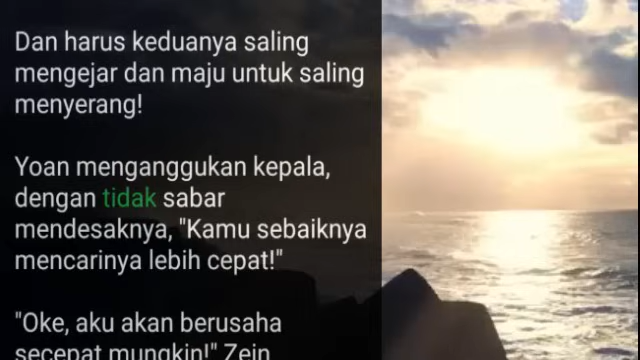 Dan harus keduanya saling
mengejar dan maju untuk saling
menyerang!
Yoan menganggukan kepala,
dengan tidak sabar
mendesaknya, "Kamu sebaiknya
mencarinya lebih cepat!"
"Oke, aku akan berusaha
secepat mungkin!" Zein